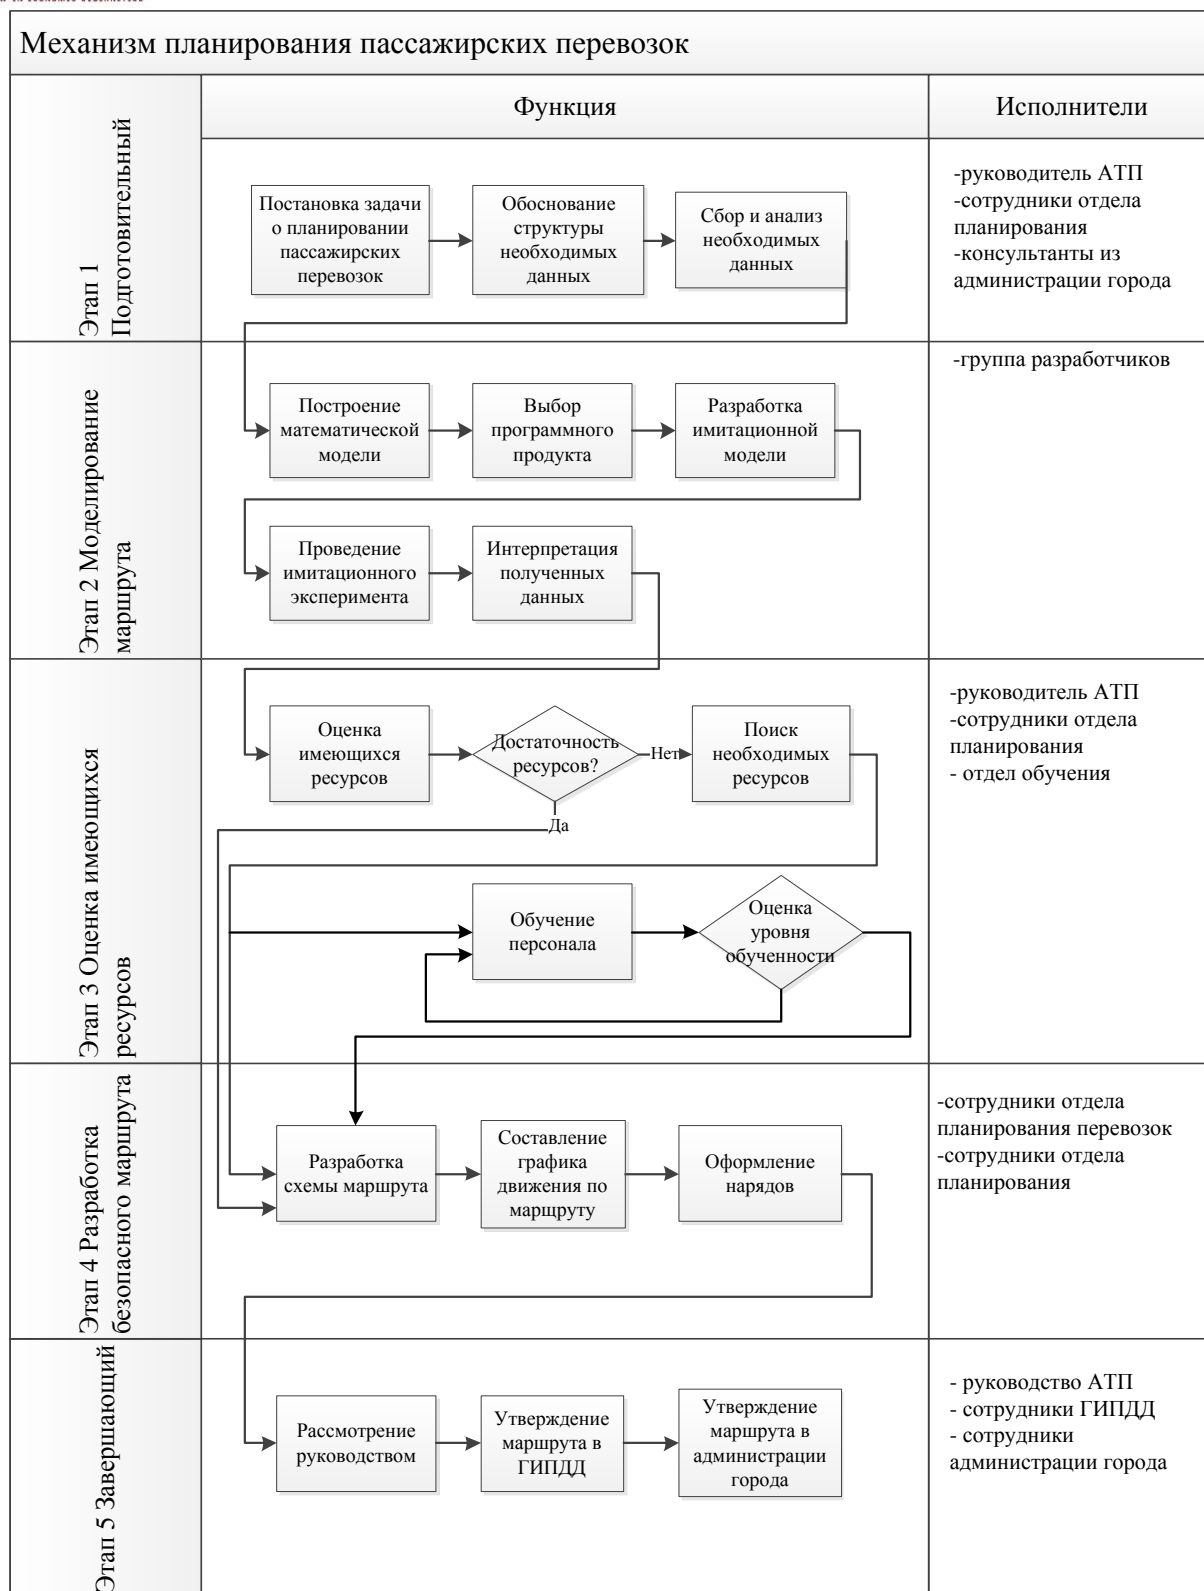 Механизм планирования пассажирских перевозок
Функция
Исполнители
Этап 1
Подготовительный
Постановка задачи
о планировании
пассажирских
перевозок
Обоснование
структуры
необходимых
данных
Сбор и анализ
необходимых
данных
-руководитель АТП
-сотрудники отдела
планирования
-консультанты из
администрации города
Этап 2 Моделирование
маршрута
Построение
математической
модели
Выбор
программного
продукта
Разработка
имитационной
модели
Проведение
имитационного
эксперимента
Интерпретация
полученных
данных
-группа разработчиков
Этап 3 Оценка имеющихся
ресурсов
Оценка
имеющихся
ресурсов
Достаточность
ресурсов?
Нет
Поиск
необходимых
ресурсов
Да
Обучение
персонала
Оценка
уровня
обученности
-руководитель АТП
-сотрудники отдела
планирования
- отдел обучения
Этап 4 Разработка
безопасного маршрута
Разработка
схемы маршрута
Составление
графика
движения по
марщруту
Оформление
нарядов
-сотрудники отдела
планирования перевозок
-сотрудники отдела
планирования
Этап 5 Завершающий
Рассмотрение
руководством
Утверждение
маршрута в
ГИПДД
Утверждение
маршрута в
администрации
города
- руководство АТП
- сотрудники ГИПДД
- сотрудники
администрации города